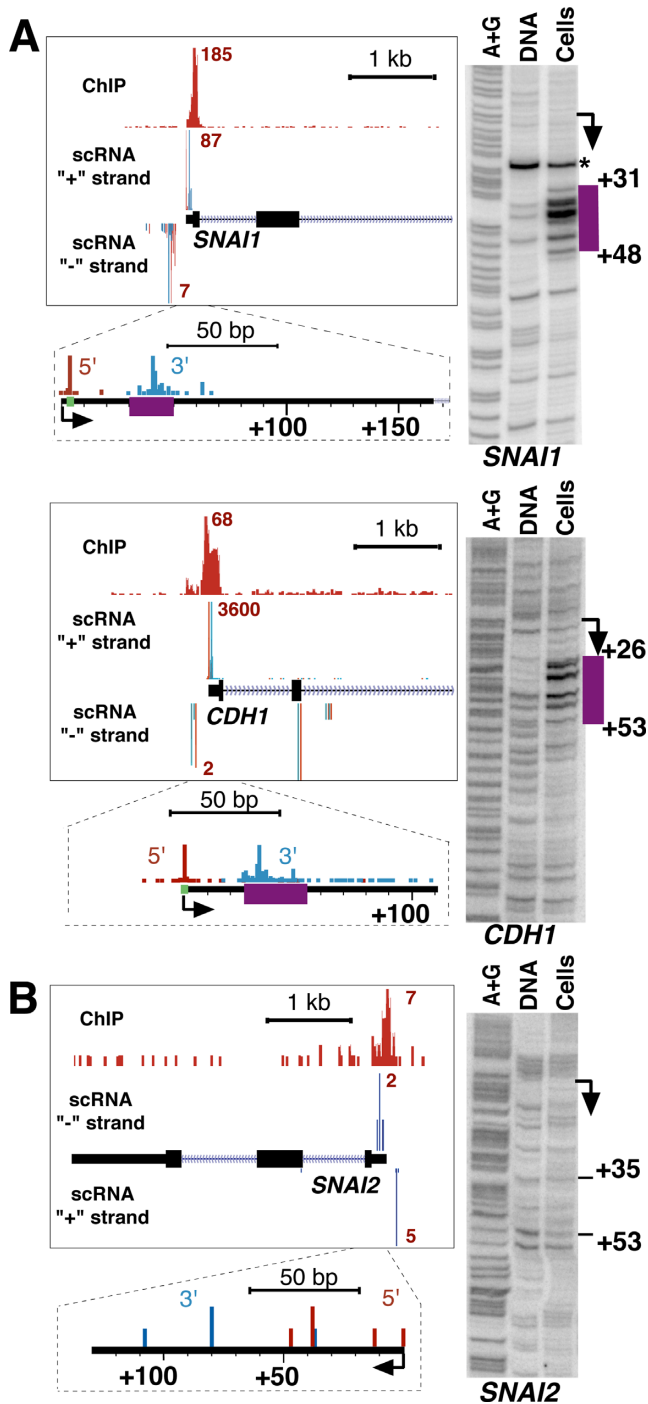 A
ChIP
185
1 kb
scRNA
"+" strand
87
SNAI1
scRNA
"-" strand
7
50 bp
5'
3'
+100
+150
A+G
DNA
Cells
*
+31
+48
SNAI1
ChIP
68
1 kb
scRNA
"+" strand
3600
CDH1
scRNA
"-" strand
2
50 bp
5'
3'
+100
A+G
DNA
Cells
+26
+53
CDH1
B
ChIP
1 kb
7
scRNA
"-" strand
2
SNAI2
scRNA
"+" strand
5
3'
50 bp
5'
+100
+50
A+G
DNA
Cells
+35
+53
SNAI2